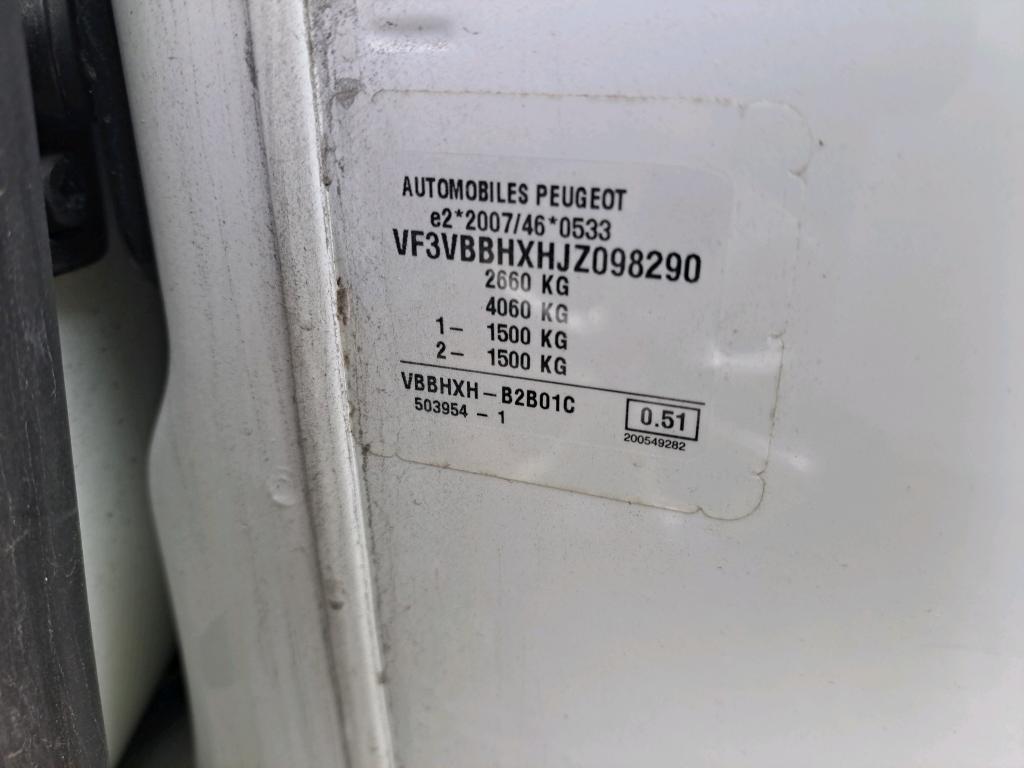 AUTOMOBILES PEUGEOT
e2*2007/46*0533
VF3VBBHXHJZ098290
2660 KG
4060 KG
1- 1500 KG
2- 1500 KG
VBBHXH-B2B01C
503954-1
0.51
200549282